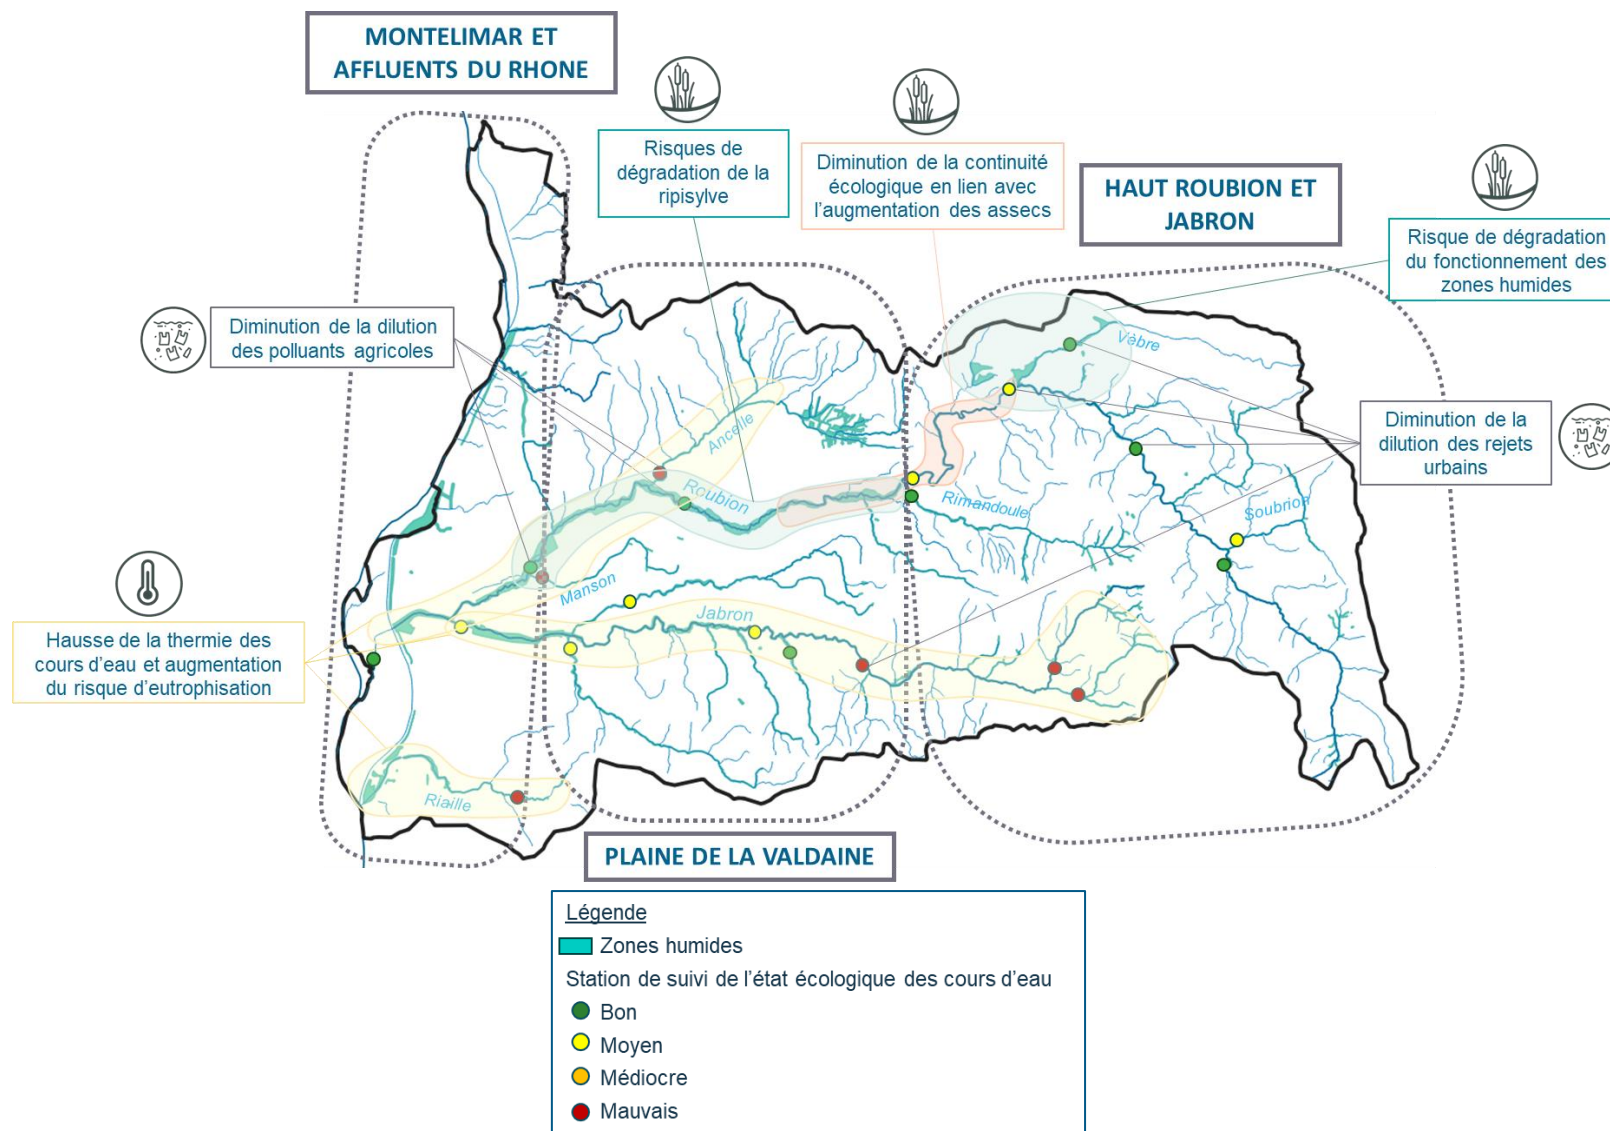 MONTELIMAR ET
AFFLUENTS DU RHONE
Risques de
dégradation de la
ripisylve
Diminution de la continuité
écologique en lien avec
l'augmentation des assecs
HAUT ROUBION ET
JABRON
Risque de dégradation
du fonctionnement des
zones humides
Diminution de la dilution
des polluants agricoles
Vèbre
Diminution de la
dilution des rejets
urbains
Ancelle
Roubion
Rimandoule
Soubrion
Manson
Jabron
Hausse de la thermie des
cours d'eau et augmentation
du risque d'eutrophisation
Riaille
PLAINE DE LA VALDAINE
Légende
Zones humides
Station de suivi de l'état écologique des cours d'eau
Bon
Moyen
Médiocre
Mauvais